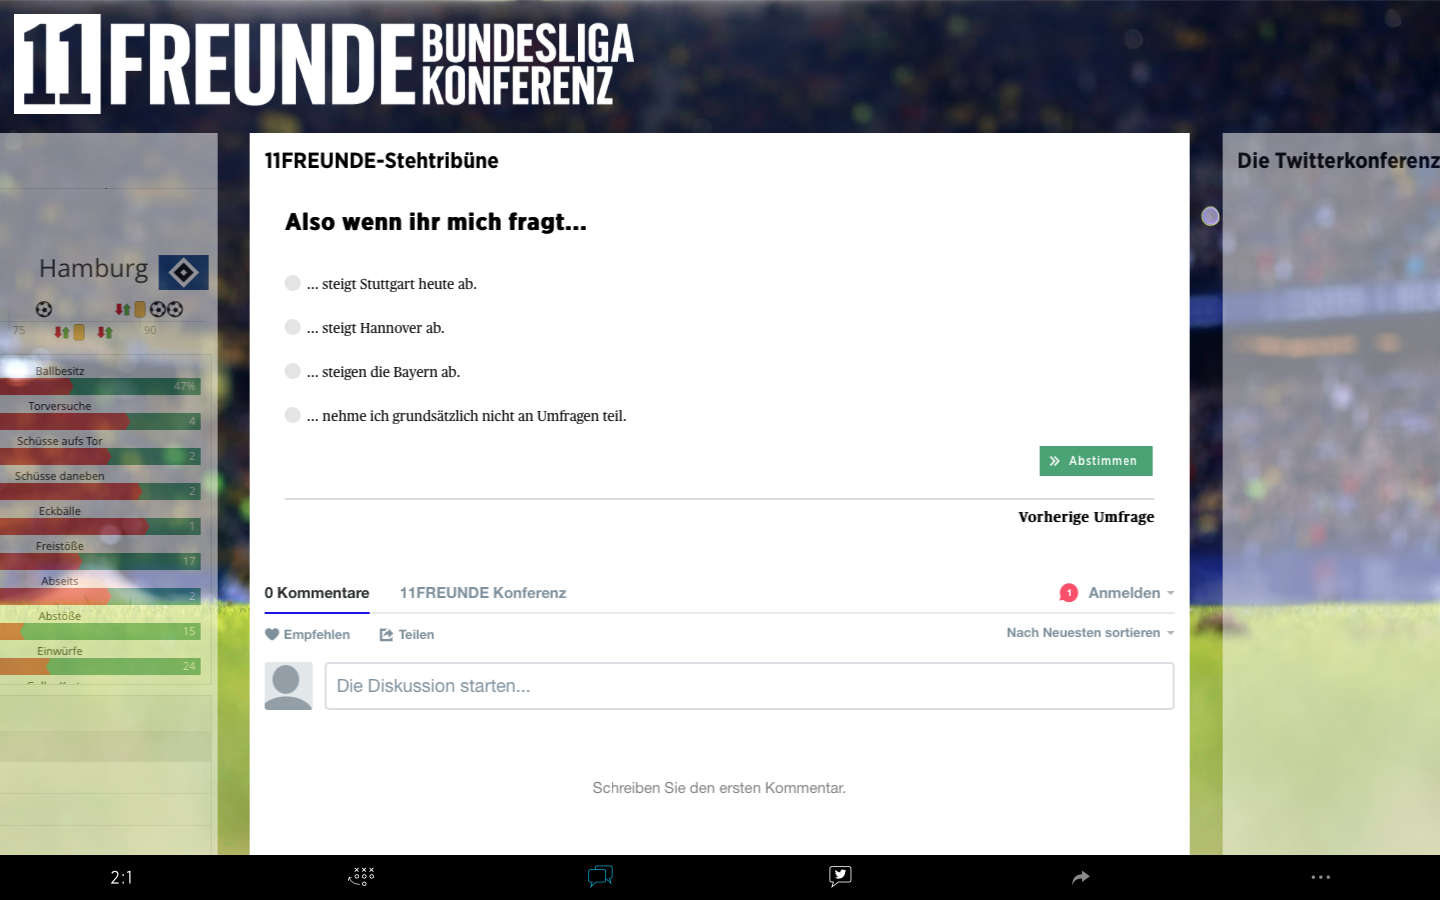 11FREUNDE BUNDESLIGA
KONFERENZ
Hamburg
75
90
Ballbesitz
47%
Torversuche
4
Schüsse aufs Tor
2
Schüsse daneben
2
Eckbälle
1
Freistöße
17
Abseits
2
Abstöße
15
Einwürfe
24
11FREUNDE-Stehtribüne
Also wenn ihr mich fragt...
... steigt Stuttgart heute ab.
... steigt Hannover ab.
... steigen die Bayern ab.
... nehme ich grundsätzlich nicht an Umfragen teil.
Abstimmen
Vorherige Umfrage
0 Kommentare 11FREUNDE Konferenz 1 Anmelden
Empfehlen Teilen Nach Neuesten sortieren
Die Diskussion starten...
Schreiben Sie den ersten Kommentar.
Die Twitterkonferenz
2:1